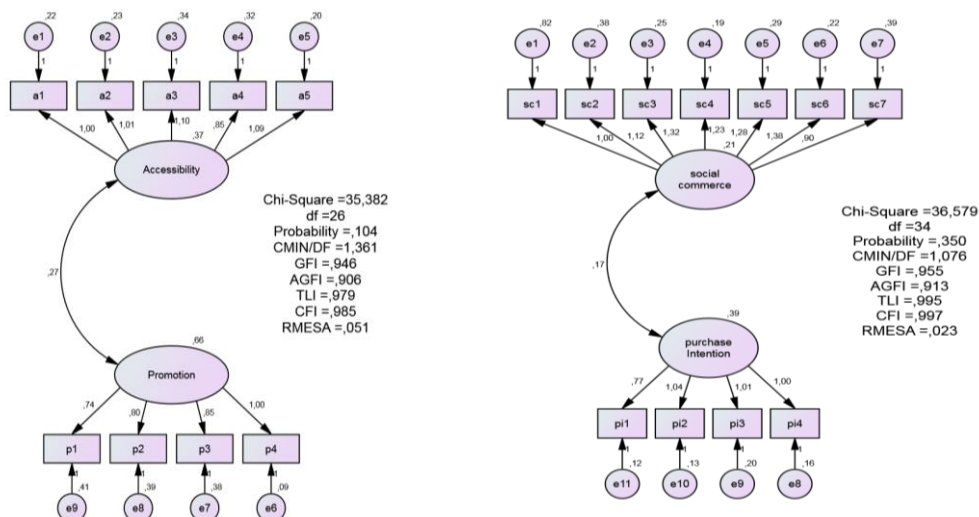 ,22 ,23 ,34 ,32 ,20
e1 e2 e3 e4 e5
1 1 1 1 1
a1 a2 a3 a4 a5
1,00 1,01 1,10 ,85 1,09
,37
Accessibility
Chi-Square =35,382
df =26
Probability =,104
CMIN/DF =1,361
GFI =,946
AGFI =,906
TLI =,979
CFI =,985
RMESA =,051
,27
,66
Promotion
,74 ,80 ,85 1,00
p1 p2 p3 p4
1 1 1 1
,41 ,39 ,38 ,09
e9 e8 e7 e6
,82 ,38 ,25 ,19 ,29 ,22 ,39
e1 e2 e3 e4 e5 e6 e7
1 1 1 1 1 1 1
sc1 sc2 sc3 sc4 sc5 sc6 sc7
1,00 1,12 1,32 1,23 1,28 1,38 ,90
,21
social
commerce
Chi-Square =36,579
df =34
Probability =,350
CMIN/DF =1,076
GFI =,955
AGFI =,913
TLI =,995
CFI =,997
RMESA =,023
,17
,39
purchase
Intention
,77 1,04 1,01 1,00
pi1 pi2 pi3 pi4
1 1 1 1
,12 ,13 ,20 ,16
e11 e10 e9 e8